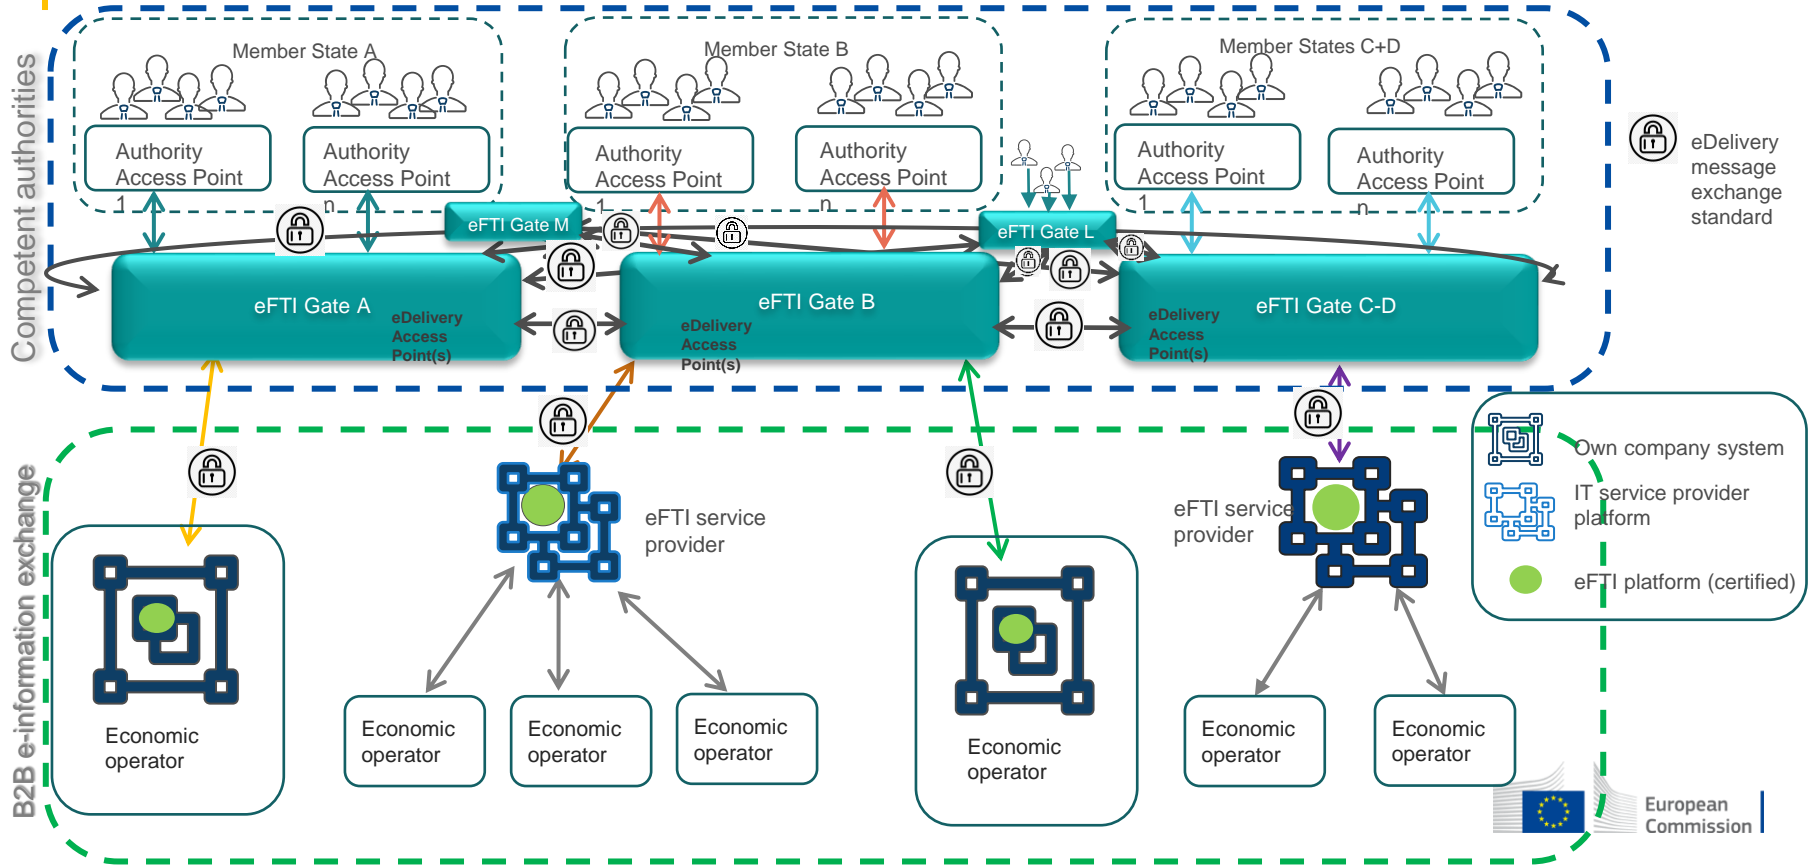 Competent authorities
Member State A
Member State B
Member States C+D
Authority
Access Point
1
Authority
Access Point
n
Authority
Access Point
1
Authority
Access Point
n
Authority
Access Point
1
Authority
Access Point
n
eDelivery
message
exchange
standard
eFTI Gate M
eFTI Gate L
eFTI Gate A
eDelivery
Access
Point(s)
eFTI Gate B
eDelivery
Access
Point(s)
eFTI Gate C-D
eDelivery
Access
Point(s)
B2B e-information exchange
eFTI service
provider
eFTI service
provider
Own company system
IT service provider
platform
eFTI platform (certified)
Economic
operator
Economic
operator
Economic
operator
Economic
operator
Economic
operator
Economic
operator
Economic
operator
European
Commission